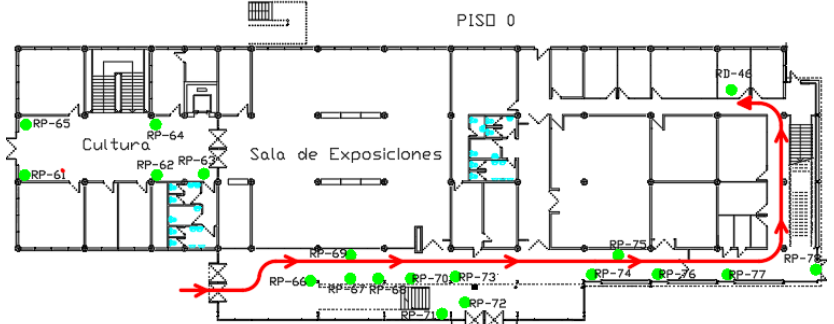 PISO 0
RD-46
RP-65
RP-64
Cultura
Sala de Exposiciones
RP-63
RP-62
RP-61
RP-69
RP-75
RP-78
RP-66
RP-67
RP-68
RP-70
RP-73
RP-74
RP-76
RP-77
RP-72
RP-71